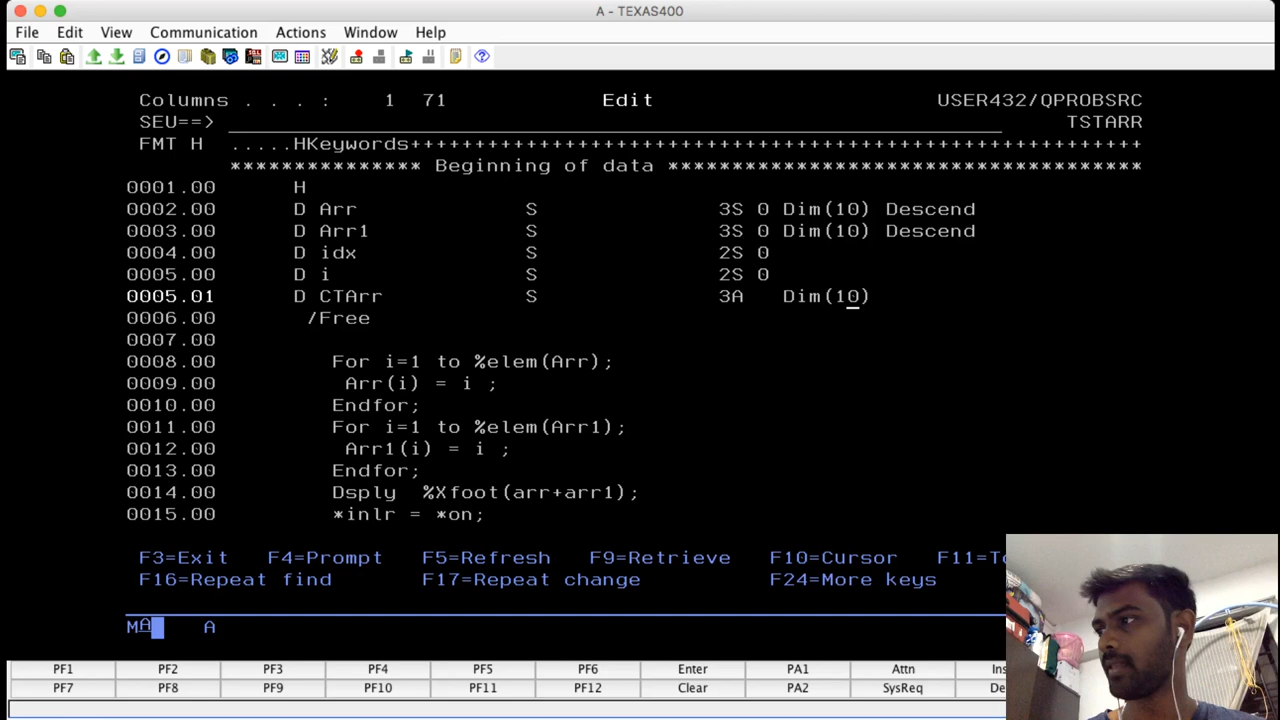 A - TEXAS400
File Edit View Communication Actions Window Help
Columns . . . :    1  71            Edit                        USER432/QPROBSRC
SEU==>                                                                    TSTARR
FMT H  .....HKeywords++++++++++++++++++++++++++++++++++++++++++++++++++++++++++
*************** Beginning of data *************************************
0001.00      H
0002.00      D Arr             S              3S 0 Dim(10) Descend
0003.00      D Arr1            S              3S 0 Dim(10) Descend
0004.00      D idx             S              2S 0
0005.00      D i               S              2S 0
0005.01      D CTArr           S              3A   Dim(10)
0006.00       /Free
0007.00
0008.00         For i=1 to %elem(Arr);
0009.00          Arr(i) = i ;
0010.00         Endfor;
0011.00         For i=1 to %elem(Arr1);
0012.00          Arr1(i) = i ;
0013.00         Endfor;
0014.00         Dsply  %Xfoot(arr+arr1);
0015.00         *inlr = *on;
F3=Exit   F4=Prompt   F5=Refresh   F9=Retrieve   F10=Cursor   F11=To
F16=Repeat find       F17=Repeat change          F24=More keys
MA    A
PF1 PF2 PF3 PF4 PF5 PF6 Enter PA1 Attn Ins
PF7 PF8 PF9 PF10 PF11 PF12 Clear PA2 SysReq De